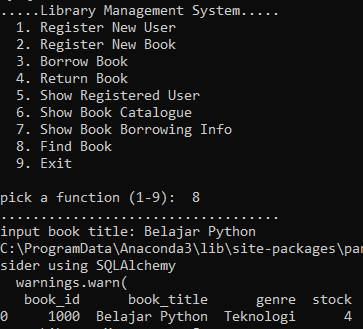 .....Library Management System.....
1. Register New User
2. Register New Book
3. Borrow Book
4. Return Book
5. Show Registered User
6. Show Book Catalogue
7. Show Book Borrowing Info
8. Find Book
9. Exit
pick a function (1-9): 8
...................................
input book title: Belajar Python
C:\ProgramData\Anaconda3\lib\site-packages\pan
sider using SQLAlchemy
warnings.warn(
book_id book_title genre stock
0 1000 Belajar Python Teknologi 4